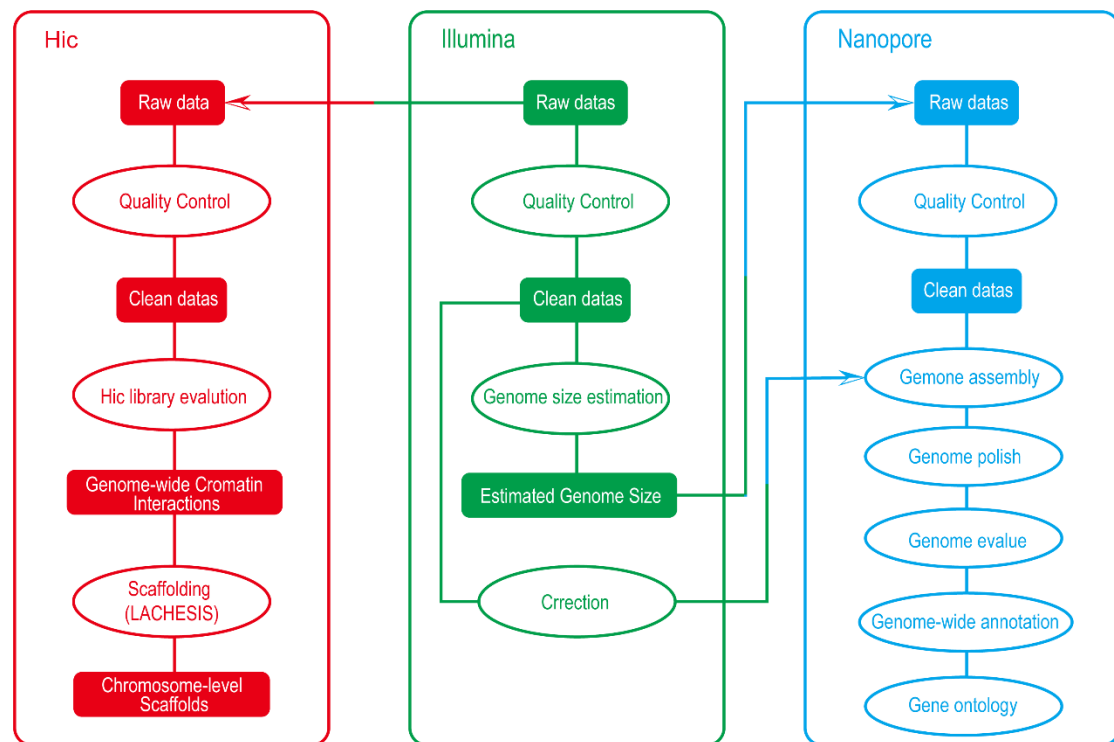 Hic
Raw data
Quality Control
Clean datas
Hic library evalution
Genome-wide Cromatin
Interactions
Scaffolding
(LACHESIS)
Chromosome-level
Scaffolds
Illumina
Raw datas
Quality Control
Clean datas
Genome size estimation
Estimated Genome Size
Crrection
Nanopore
Raw datas
Quality Control
Clean datas
Gemone assembly
Genome polish
Genome evalue
Genome-wide annotation
Gene ontology